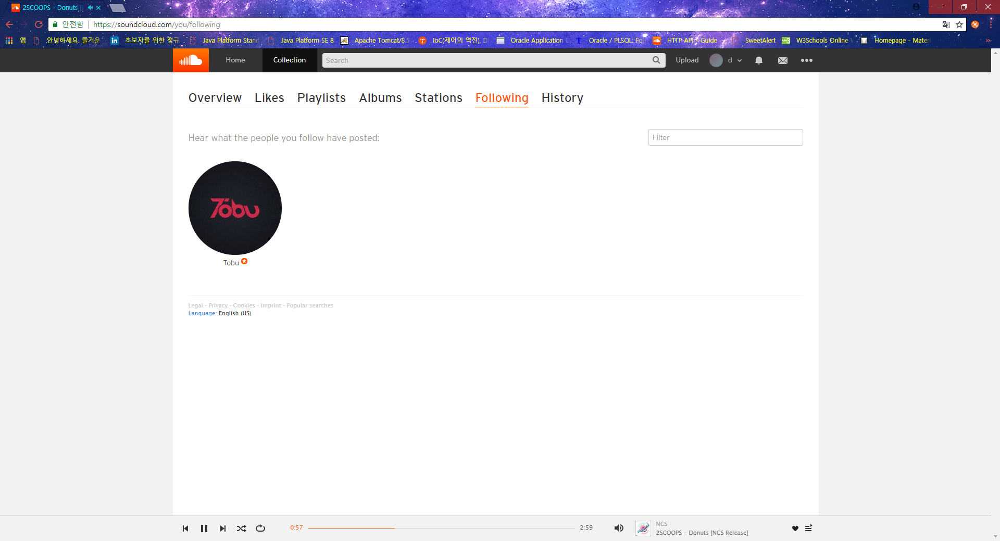 2SCOOPS - Donuts
안전함 https://soundcloud.com/you/following
앱 안녕하세요. 즐거운 초보자를 위한 정규 Java Platform Stand Java Platform SE 8 Apache Tomcat/8.5 IoC(제어의 역전), D Oracle Application Oracle / PLSQL: HTTP API - Guide SweetAlert W3Schools Online Homepage - Mater
Home Collection Search Upload d
Overview Likes Playlists Albums Stations Following History
Hear what the people you follow have posted: Filter
Tobu
Tobu
Legal - Privacy - Cookies - Imprint - Popular searches
Language: English (US)
0:57 2:59
NCS
2SCOOPS - Donuts [NCS Release]